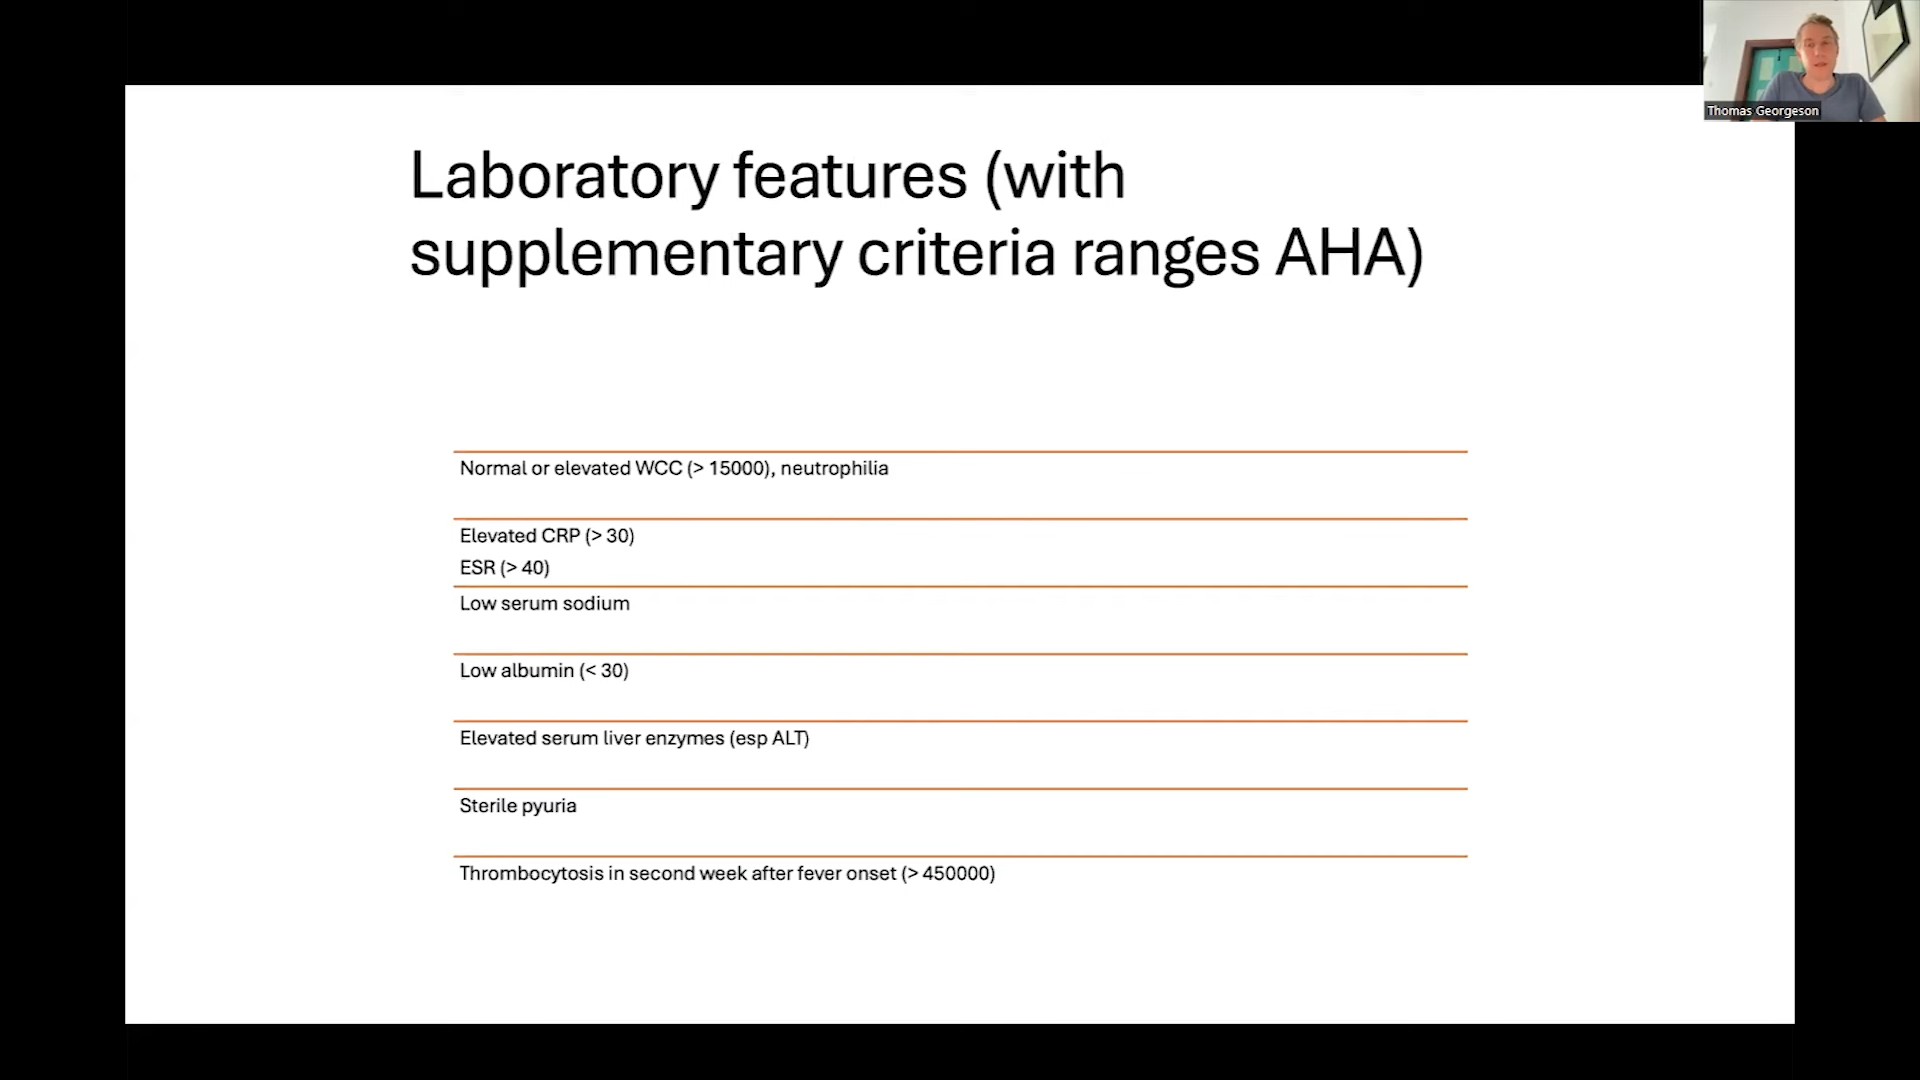 Thomas Georgeson
Laboratory features (with
supplementary criteria ranges AHA)
Normal or elevated WCC (> 15000), neutrophilia
Elevated CRP (> 30)
ESR (> 40)
Low serum sodium
Low albumin (< 30)
Elevated serum liver enzymes (esp ALT)
Sterile pyuria
Thrombocytosis in second week after fever onset (> 450000)